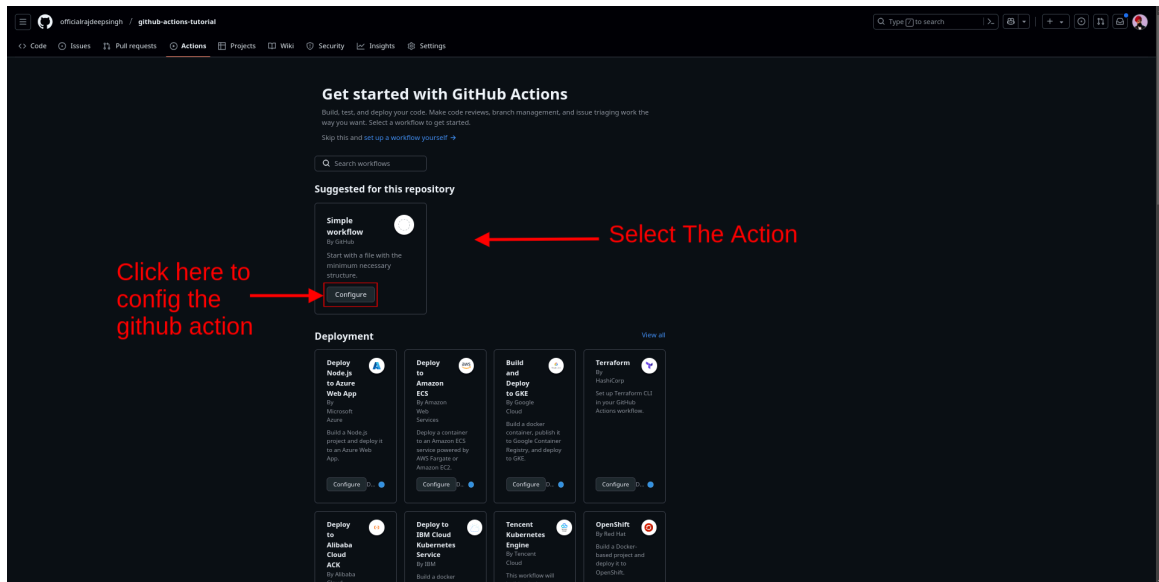 officialrajdeepsingh / github-actions-tutorial
Type / to search
Code Issues Pull requests Actions Projects Wiki Security Insights Settings
Get started with GitHub Actions
Build, test, and deploy your code. Make code reviews, branch management, and issue triaging work the
way you want. Select a workflow to get started.
Skip this and set up a workflow yourself →
Search workflows
Suggested for this repository
Simple
workflow
By GitHub
Start with a file with the
minimum necessary
structure.
Configure
Select The Action
Click here to
config the
github action
Deployment
View all
Deploy
Node.js
to Azure
Web App
By
Microsoft
Azure
Build a Node.js
project and deploy it
to an Azure Web
App.
Configure D...
Deploy
to
Amazon
ECS
By Amazon
Web
Services
Deploy a container
to an Amazon ECS
service powered by
AWS Fargate or
Amazon EC2.
Configure D...
Build
and
Deploy
to GKE
By Google
Cloud
Build a docker
container, publish it
to Google Container
Registry, and deploy
to GKE.
Configure D...
Terraform
By
HashiCorp
Set up Terraform CLI
in your GitHub
Actions workflow.
Configure D...
Deploy
to
Alibaba
Cloud
ACK
By Alibaba
Deploy to
IBM Cloud
Kubernetes
Service
By IBM
Build a docker
Tencent
Kubernetes
Engine
By Tencent
Cloud
This workflow will
OpenShift
By Red Hat
Build a Docker-
based project and
deploy it to
OpenShift.